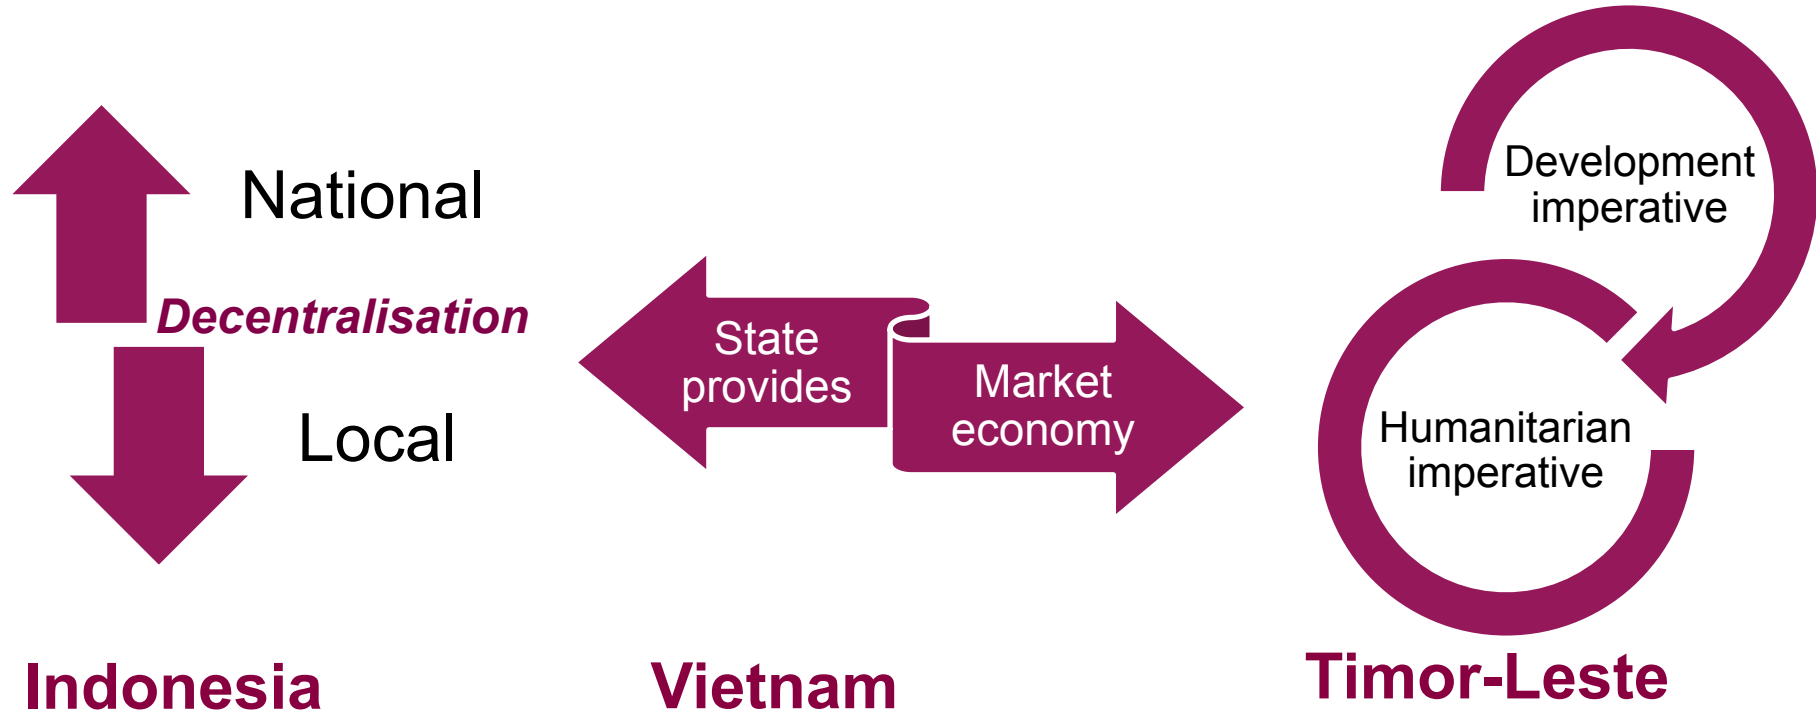 National
Decentralisation
Local
Indonesia
State
provides
Market
economy
Vietnam
Development
imperative
Humanitarian
imperative
Timor-Leste